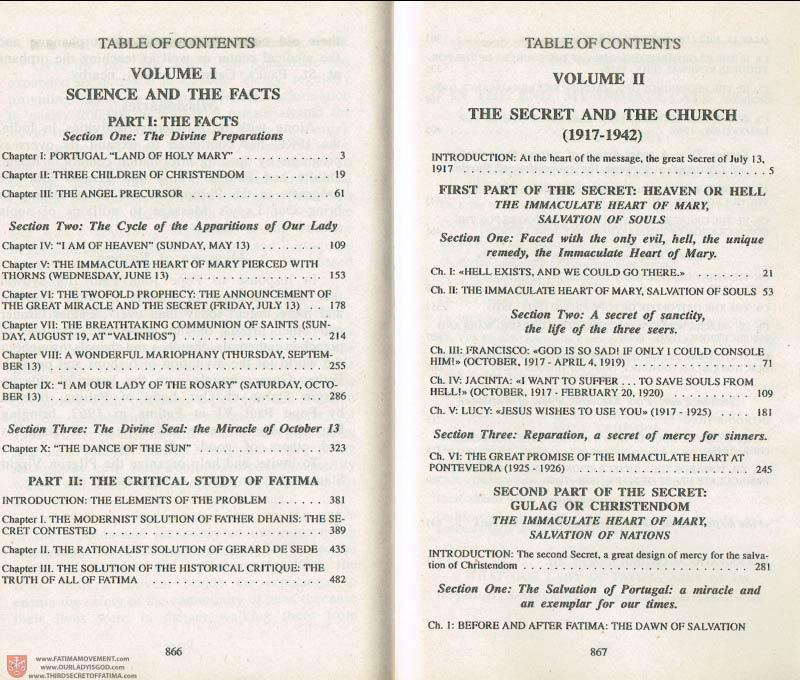 TABLE OF CONTENTS
VOLUME I
SCIENCE AND THE FACTS
PART I: THE FACTS
Section One: The Divine Preparations
Chapter I: PORTUGAL "LAND OF HOLY MARY" . . . . . . . . . . . 3
Chapter II: THREE CHILDREN OF CHRISTENDOM . . . . . . . . . 19
Chapter III: THE ANGEL PRECURSOR . . . . . . . . . . . . . . . 61
Section Two: The Cycle of the Apparitions of Our Lady
Chapter IV: "I AM OF HEAVEN" (SUNDAY, MAY 13) . . . . . . . . 109
Chapter V: THE IMMACULATE HEART OF MARY PIERCED WITH
THORNS (WEDNESDAY, JUNE 13) . . . . . . . . . . . . . . . . 153
Chapter VI: THE TWOFOLD PROPHECY: THE ANNOUNCEMENT OF
THE GREAT MIRACLE AND THE SECRET (FRIDAY, JULY 13) . . 178
Chapter VII: THE BREATHTAKING COMMUNION OF SAINTS (SUN-
DAY, AUGUST 19, AT "VALINHOS") . . . . . . . . . . . . . . . 214
Chapter VIII: A WONDERFUL MARIOPHANY (THURSDAY, SEPTEM-
BER 13) . . . . . . . . . . . . . . . . . . . . . . . . . . . . 255
Chapter IX: "I AM OUR LADY OF THE ROSARY" (SATURDAY, OCTO-
BER 13) . . . . . . . . . . . . . . . . . . . . . . . . . . . . 286
Section Three: The Divine Seal: the Miracle of October 13
Chapter X: "THE DANCE OF THE SUN" . . . . . . . . . . . . . . 323
PART II: THE CRITICAL STUDY OF FATIMA
INTRODUCTION: THE ELEMENTS OF THE PROBLEM . . . . . . 381
Chapter I. THE MODERNIST SOLUTION OF FATHER DHANIS: THE SE-
CRET CONTESTED . . . . . . . . . . . . . . . . . . . . . . . 389
Chapter II. THE RATIONALIST SOLUTION OF GERARD DE SEDE 435
Chapter III. THE SOLUTION OF THE HISTORICAL CRITIQUE: THE
TRUTH OF ALL OF FATIMA . . . . . . . . . . . . . . . . . . . 482
866
TABLE OF CONTENTS
VOLUME II
THE SECRET AND THE CHURCH
(1917-1942)
INTRODUCTION: At the heart of the message, the great Secret of July 13,
1917 . . . . . . . . . . . . . . . . . . . . . . . . . . . . . . . 5
FIRST PART OF THE SECRET: HEAVEN OR HELL
THE IMMACULATE HEART OF MARY,
SALVATION OF SOULS
Section One: Faced with the only evil, hell, the unique
remedy, the Immaculate Heart of Mary.
Ch. I: «HELL EXISTS, AND WE COULD GO THERE.» . . . . . . . 21
Ch. II: THE IMMACULATE HEART OF MARY, SALVATION OF SOULS 53
Section Two: A secret of sanctity,
the life of the three seers.
Ch. III: FRANCISCO: «GOD IS SO SAD! IF ONLY I COULD CONSOLE
HIM!» (OCTOBER, 1917 - APRIL 4, 1919) . . . . . . . . . . . . 71
Ch. IV: JACINTA: «I WANT TO SUFFER . . . TO SAVE SOULS FROM
HELL!» (OCTOBER, 1917 - FEBRUARY 20, 1920) . . . . . . . . 109
Ch. V: LUCY: «JESUS WISHES TO USE YOU» (1917 - 1925) . . . . 181
Section Three: Reparation, a secret of mercy for sinners.
Ch. VI: THE GREAT PROMISE OF THE IMMACULATE HEART AT
PONTEVEDRA (1925 - 1926) . . . . . . . . . . . . . . . . . . 245
SECOND PART OF THE SECRET:
GULAG OR CHRISTENDOM
THE IMMACULATE HEART OF MARY,
SALVATION OF NATIONS
INTRODUCTION: The second Secret, a great design of mercy for the salva-
tion of Christendom . . . . . . . . . . . . . . . . . . . . . . . 281
Section One: The Salvation of Portugal: a miracle and
an exemplar for our times.
Ch. I: BEFORE AND AFTER FATIMA: THE DAWN OF SALVATION
867
www.FATIMAMOVEMENT.com
www.OURLADYISGOD.com
www.THIRDSECRETOFFATIMA.com